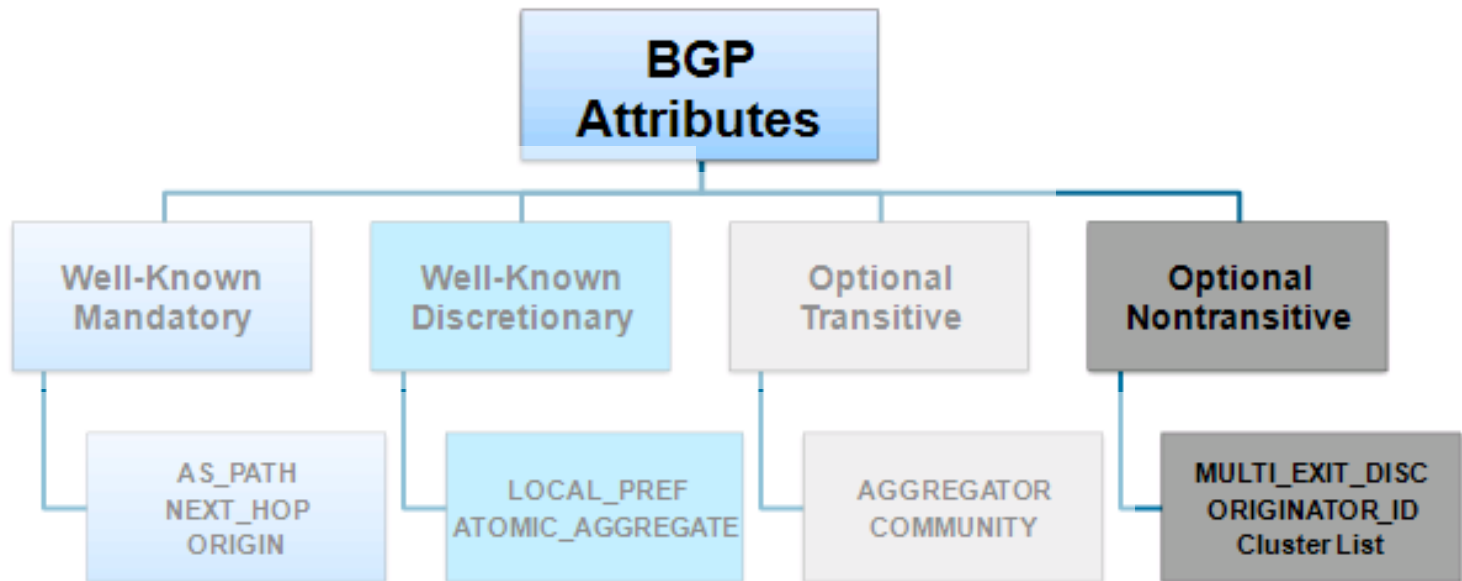 BGP
Attributes
Well-Known
Mandatory
Well-Known
Discretionary
Optional
Transitive
Optional
Nontransitive
AS_PATH
NEXT_HOP
ORIGIN
LOCAL_PREF
ATOMIC_AGGREGATE
AGGREGATOR
COMMUNITY
MULTI_EXIT_DISC
ORIGINATOR_ID
Cluster List